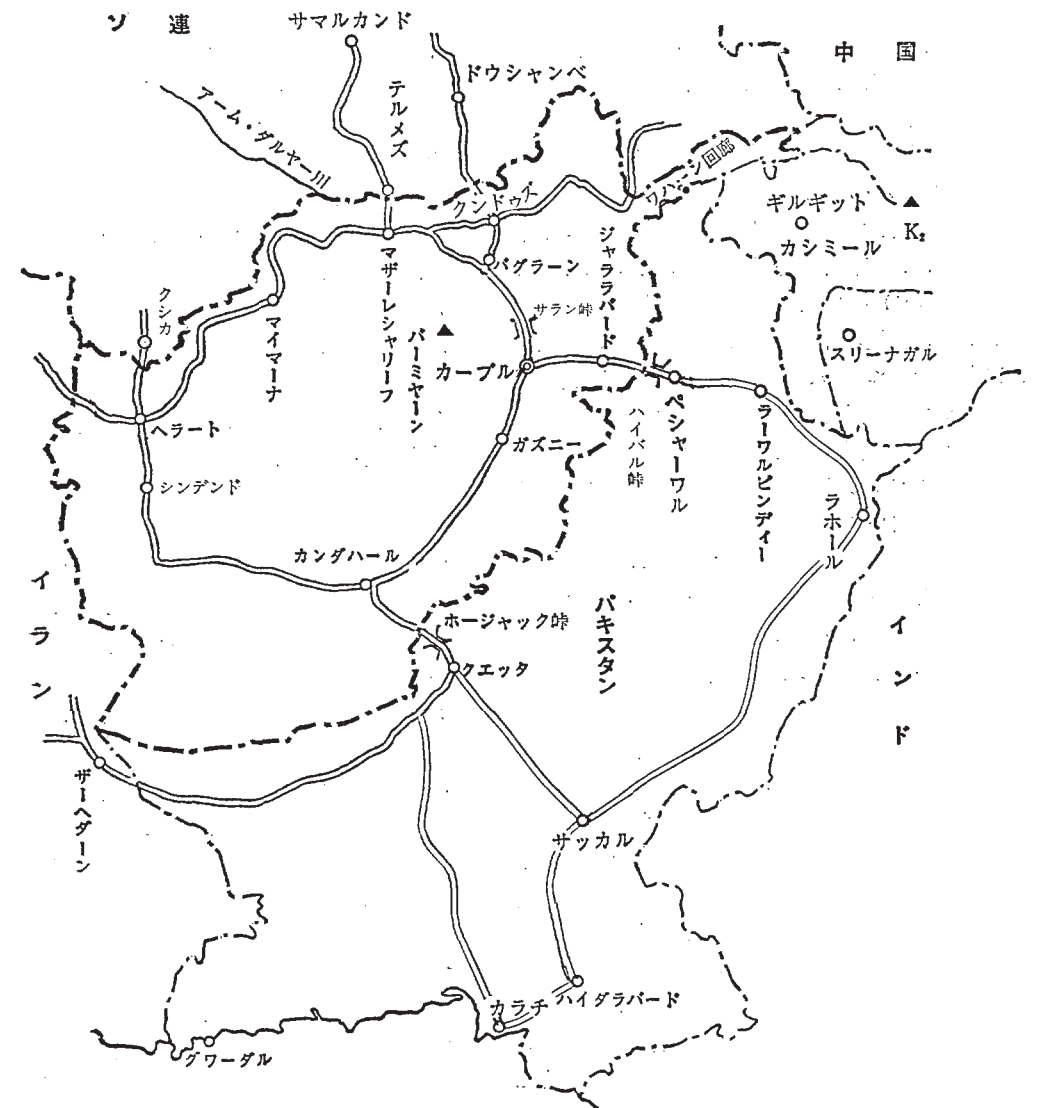 ソ連
サマルカンド
中国
ドウシャンベ
テルメズ
アーム・ダルヤー川
ワハーン回廊
クンドゥズ
ギルギット
K₂
カシミール
ジャララバード
バグラーン
マザーレシャリーフ
クシカ
サラン峠
マイマーナ
バーミヤーン
スリーナガル
カーブル
ペシャーワル
ラーワルピンディー
ハイバル峠
ヘラート
ガズニー
シンデンド
ラホール
カンダハール
イラン
パキスタン
ホージャック峠
インド
クエッタ
ザーヘダーン
サッカル
カラチ
ハイダラバード
グワーダル